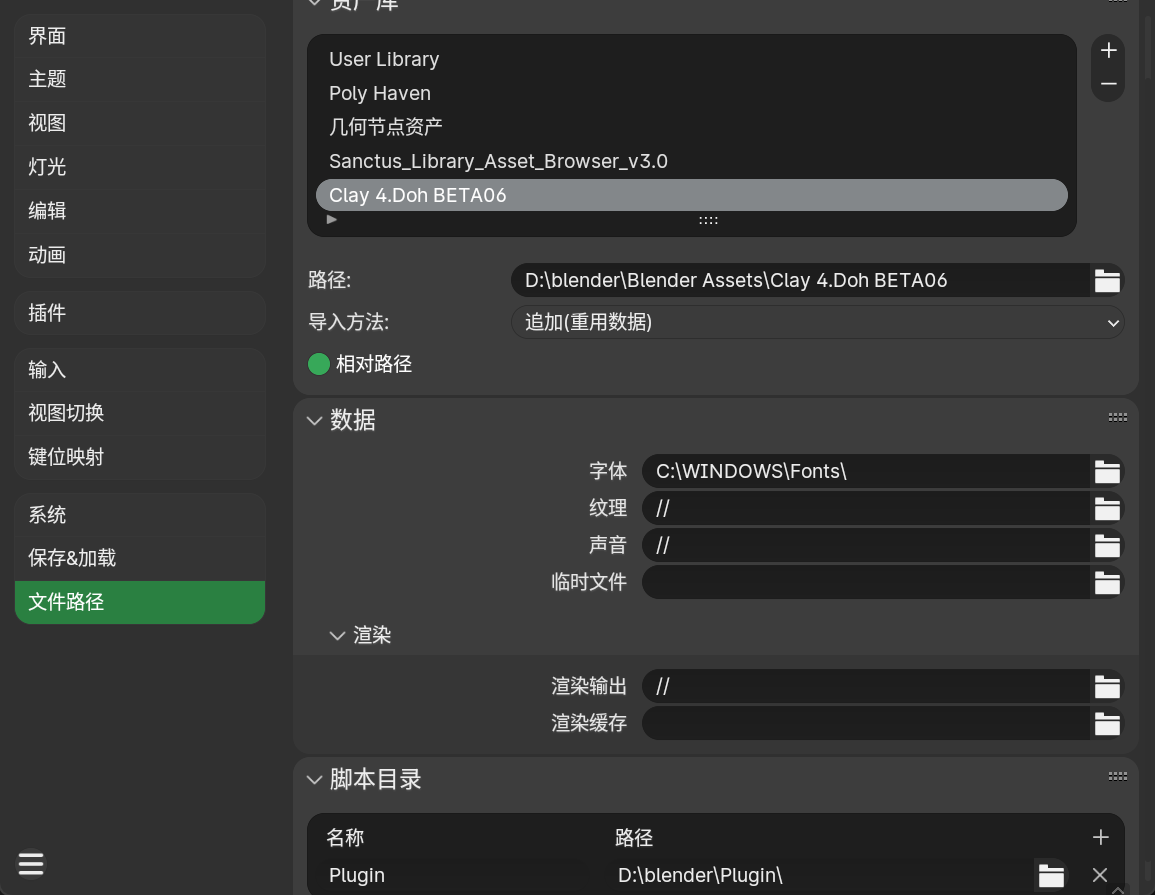 界面
主题
视图
灯光
编辑
动画
插件
输入
视图切换
键位映射
系统
保存&加载
文件路径
资产库
User Library
Poly Haven
几何节点资产
Sanctus_Library_Asset_Browser_v3.0
Clay 4.Doh BETA06
路径: D:\blender\Blender Assets\Clay 4.Doh BETA06
导入方法: 追加(重用数据)
相对路径
数据
字体 C:\WINDOWS\Fonts\
纹理 //
声音 //
临时文件
渲染
渲染输出 //
渲染缓存
脚本目录
名称 路径
Plugin D:\blender\Plugin\